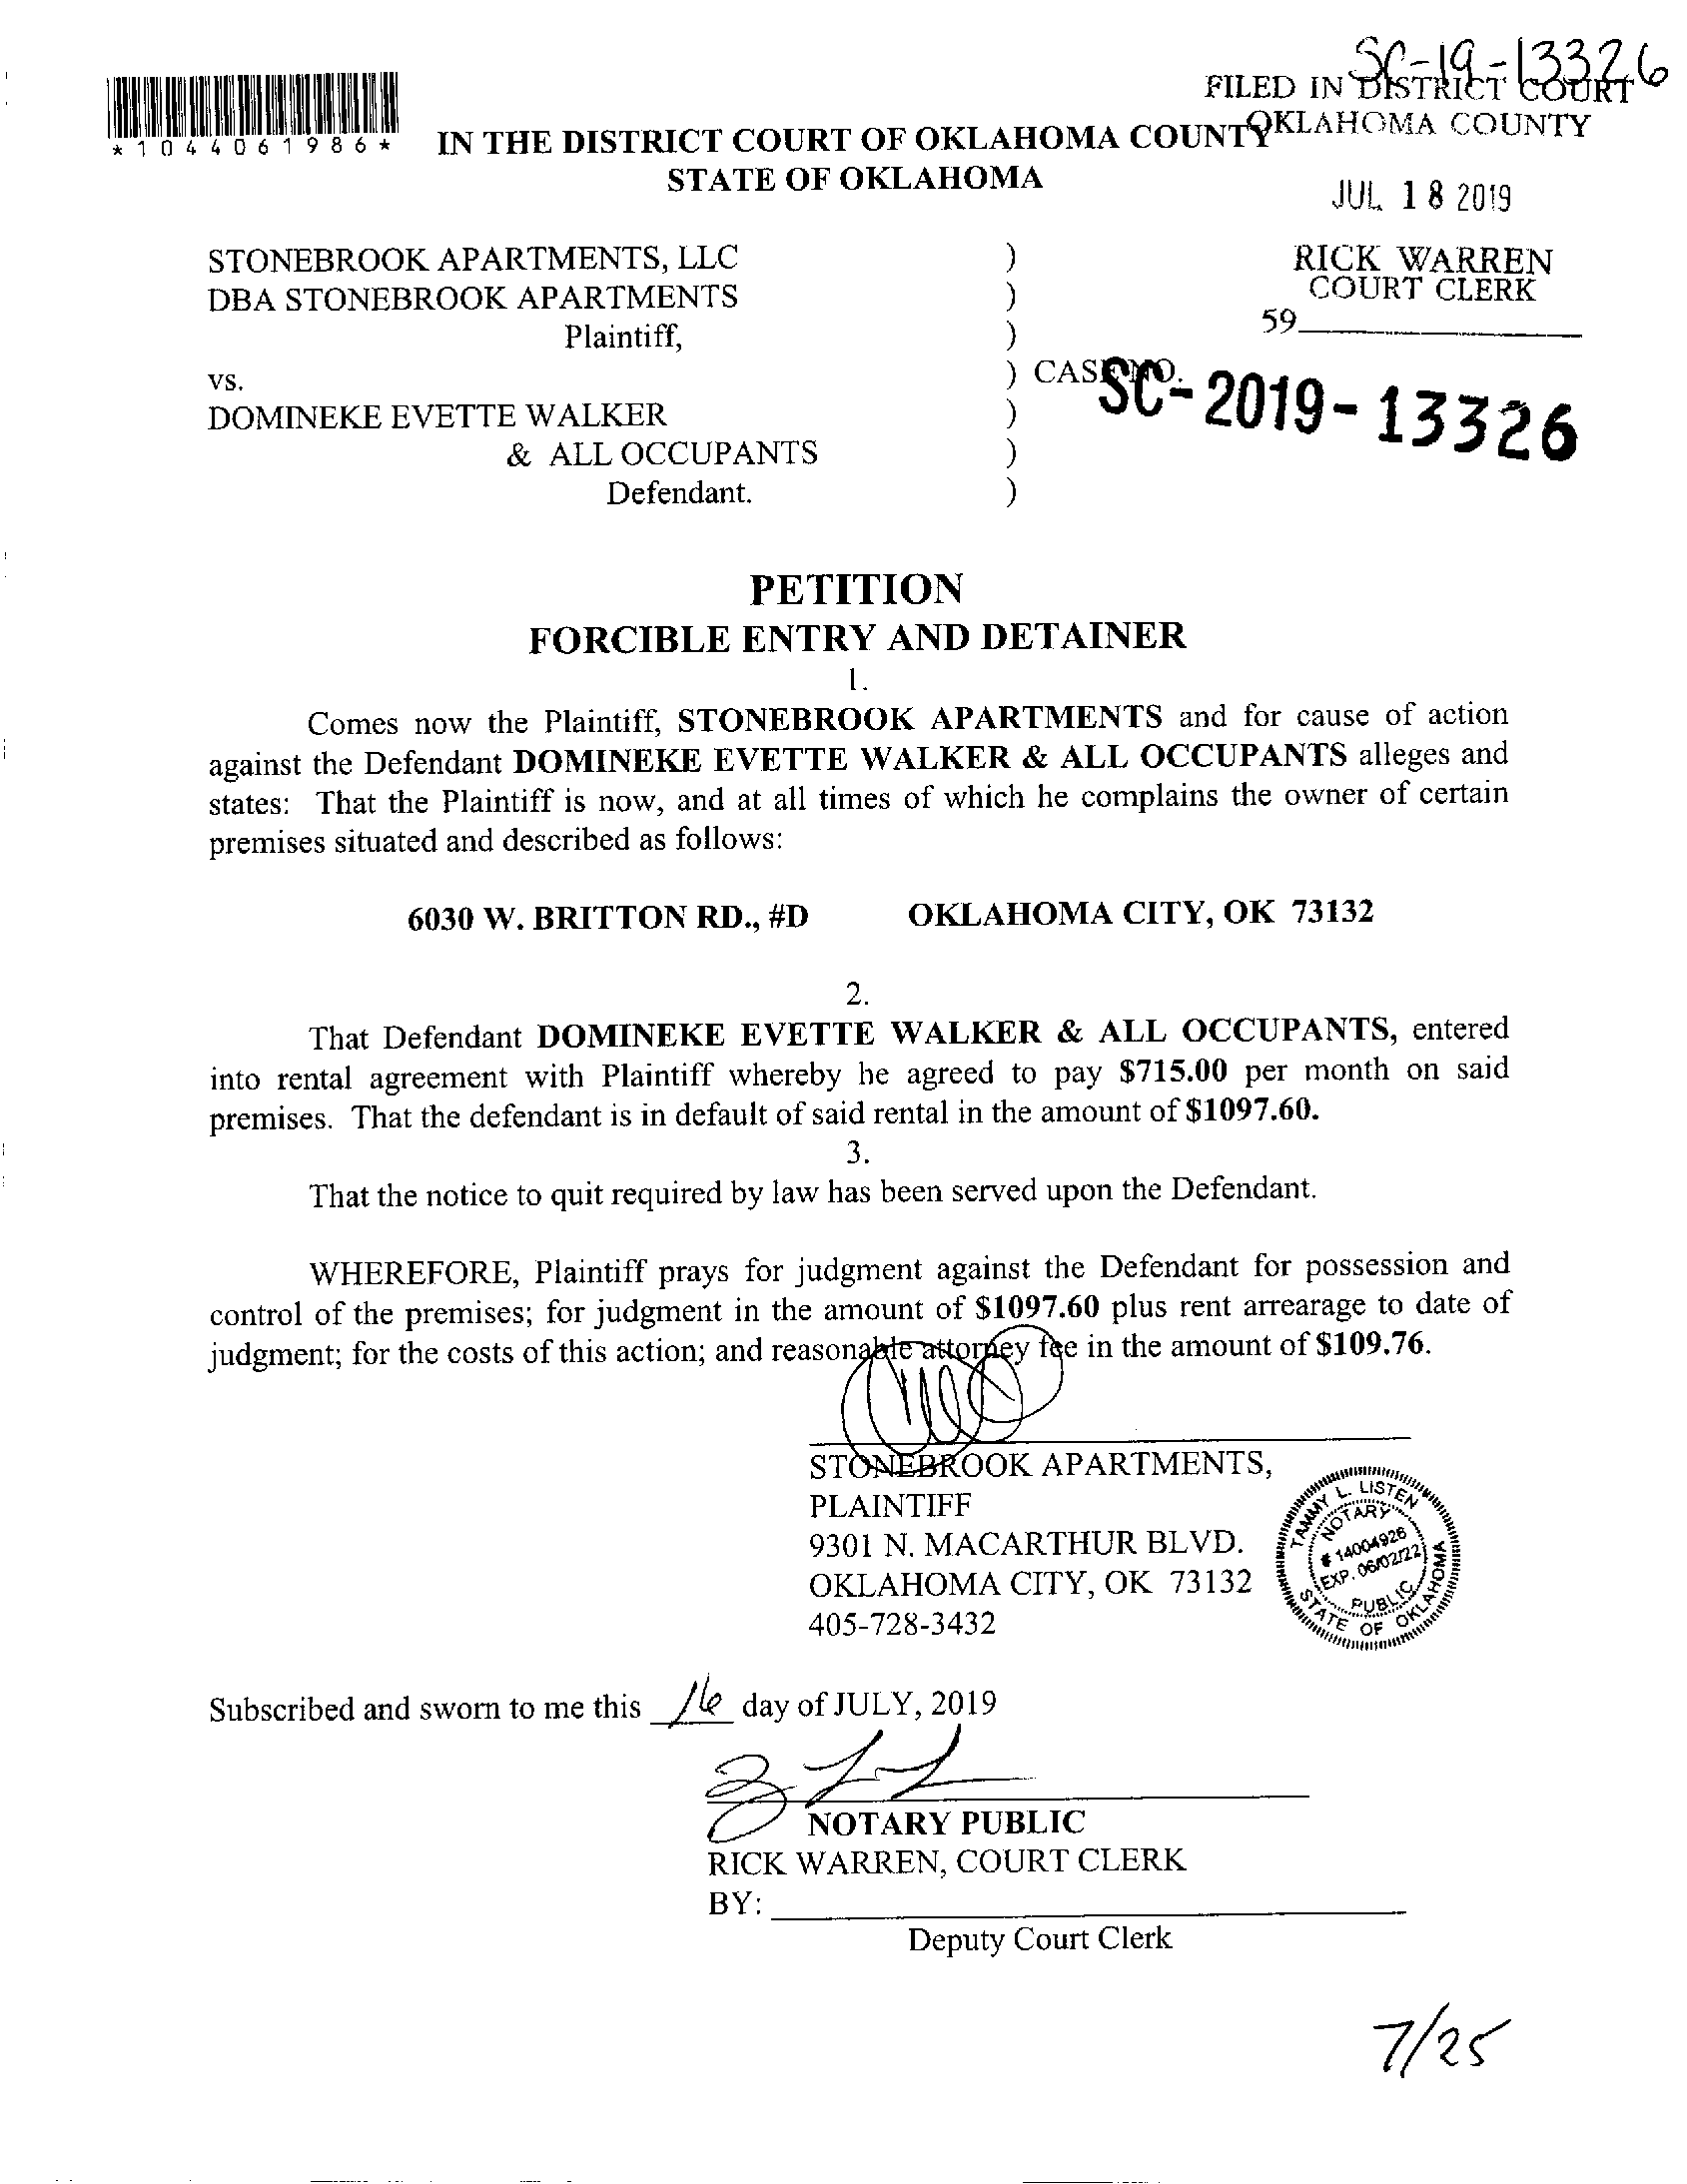 SC-19-13326
FILED IN DISTRICT COURT
OKLAHOMA COUNTY
*1044061986*
IN THE DISTRICT COURT OF OKLAHOMA COUNTY
STATE OF OKLAHOMA
JUL 18 2019
STONEBROOK APARTMENTS, LLC )
RICK WARREN
DBA STONEBROOK APARTMENTS )
COURT CLERK
Plaintiff, )
59
vs. ) CASE NO.
SC-2019-13326
DOMINEKE EVETTE WALKER )
& ALL OCCUPANTS )
Defendant. )
PETITION
FORCIBLE ENTRY AND DETAINER
1.
Comes now the Plaintiff, STONEBROOK APARTMENTS and for cause of action
against the Defendant DOMINEKE EVETTE WALKER & ALL OCCUPANTS alleges and
states: That the Plaintiff is now, and at all times of which he complains the owner of certain
premises situated and described as follows:
6030 W. BRITTON RD., #D OKLAHOMA CITY, OK 73132
2.
That Defendant DOMINEKE EVETTE WALKER & ALL OCCUPANTS, entered
into rental agreement with Plaintiff whereby he agreed to pay $715.00 per month on said
premises. That the defendant is in default of said rental in the amount of $1097.60.
3.
That the notice to quit required by law has been served upon the Defendant.
WHEREFORE, Plaintiff prays for judgment against the Defendant for possession and
control of the premises; for judgment in the amount of $1097.60 plus rent arrearage to date of
judgment; for the costs of this action; and reasonable attorney fee in the amount of $109.76.
STONEBROOK APARTMENTS,
PLAINTIFF
9301 N. MACARTHUR BLVD.
OKLAHOMA CITY, OK 73132
405-728-3432
TAMMY L. LISTEN
NOTARY
# 14004926
EXP. 06/02/22
PUBLIC
STATE OF OKLAHOMA
Subscribed and sworn to me this 16 day of JULY, 2019
NOTARY PUBLIC
RICK WARREN, COURT CLERK
BY:
Deputy Court Clerk
7/25